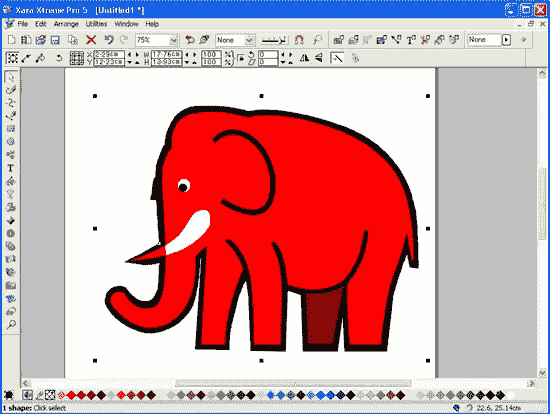 Xara Xtreme Pro 5 [Untitled1 *]
File Edit Arrange Utilities Window Help
75% None None
X 2.29cm W 17.76cm 100 0
Y 12.23cm H 13.93cm 100 0
1 shape: Click select 22.6, 25.14cm